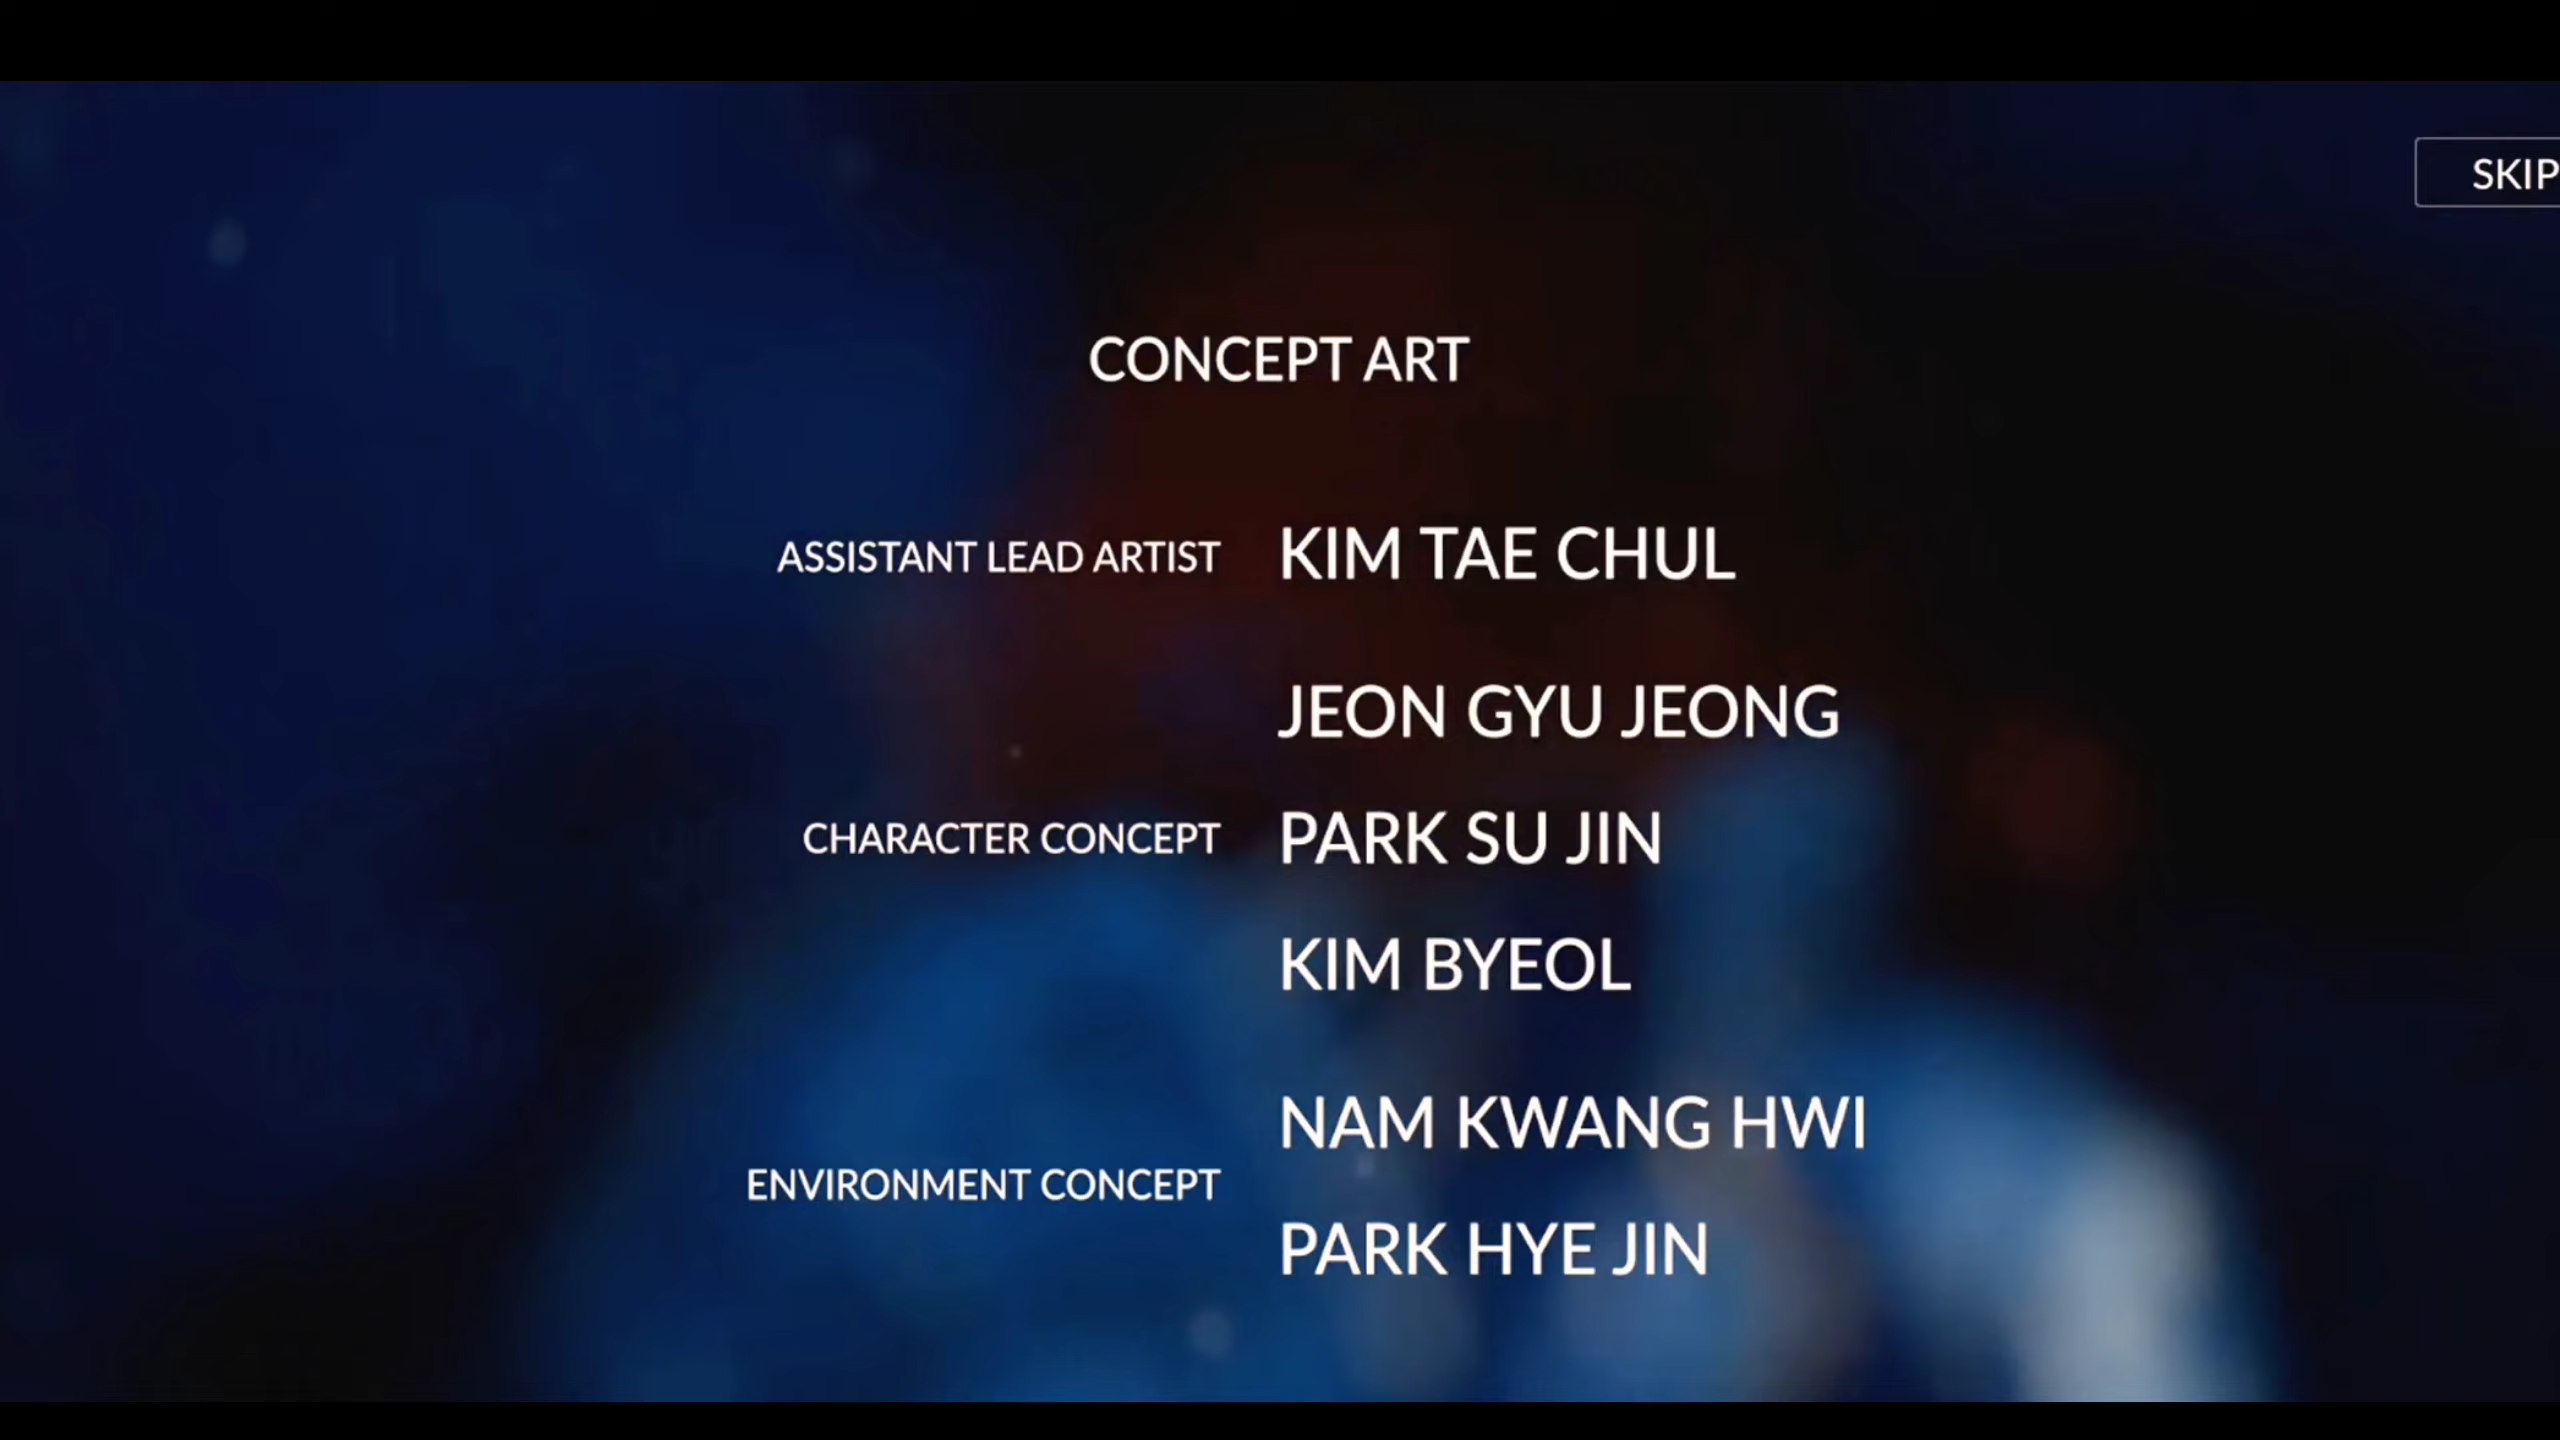 SKIP
CONCEPT ART
ASSISTANT LEAD ARTIST KIM TAE CHUL
JEON GYU JEONG
CHARACTER CONCEPT PARK SU JIN
KIM BYEOL
NAM KWANG HWI
ENVIRONMENT CONCEPT
PARK HYE JIN